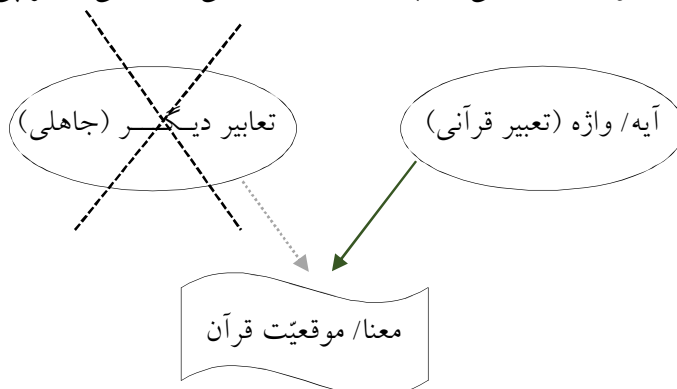 آیه/ واژه (تعبیر قرآنی)
تعابیر دیگر (جاهلی)
معنا/ موقعیّت قرآن